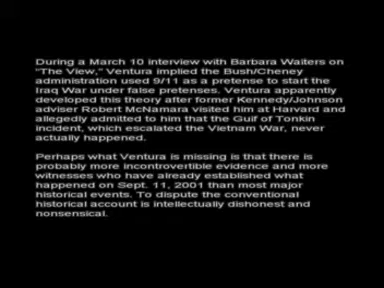 During a March 10 interview with Barbara Walters on
"The View," Ventura implied the Bush/Cheney
administration used 9/11 as a pretense to start the
Iraq War under false pretenses. Ventura apparently
developed this theory after former Kennedy/Johnson
adviser Robert McNamara visited him at Harvard and
allegedly admitted to him that the Gulf of Tonkin
incident, which escalated the Vietnam War, never
actually happened.
Perhaps what Ventura is missing is that there is
probably more incontrovertible evidence and more
witnesses who have already established what
happened on Sept. 11, 2001 than most major
historical events. To dispute the conventional
historical account is intellectually dishonest and
nonsensical.